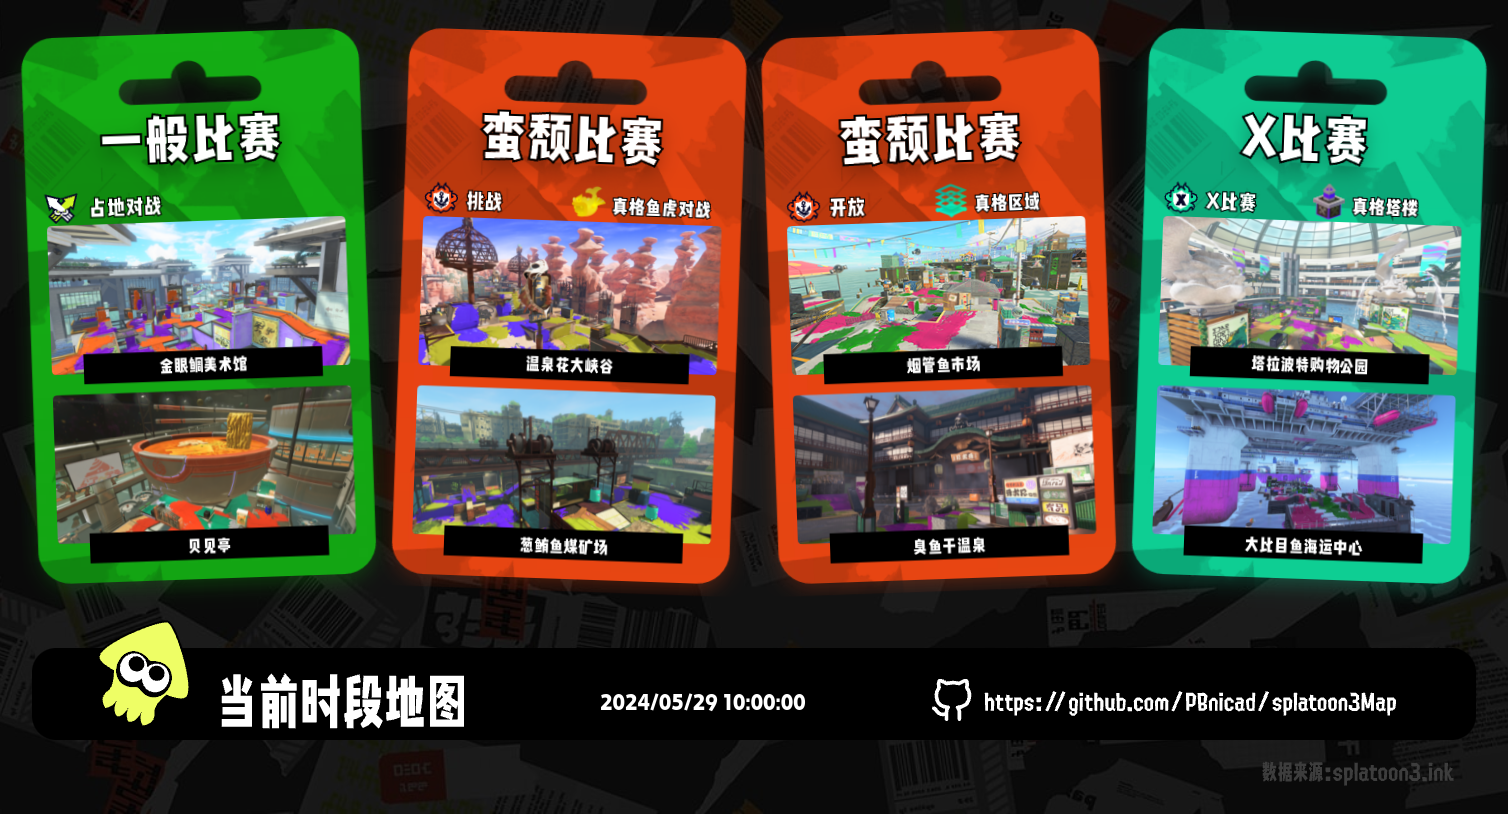 一般比赛
占地对战
金眼鲷美术馆
贝见亭
蛮颓比赛
挑战
真格鱼虎对战
温泉花大峡谷
葱鲔鱼煤矿场
蛮颓比赛
开放
真格区域
烟管鱼市场
臭鱼干温泉
X比赛
X比赛
真格塔楼
塔拉波特购物公园
大比目鱼海运中心
当前时段地图
2024/05/29 10:00:00
https://github.com/PBnicad/splatoon3Map
数据来源:splatoon3.ink